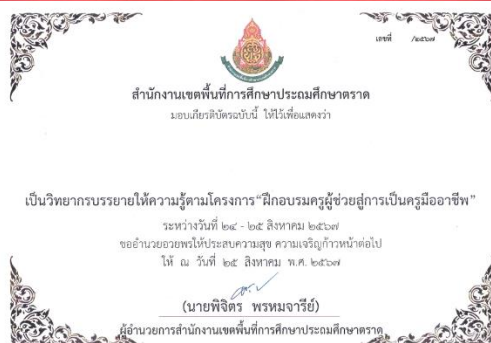 เลขที่ /๒๕๖๗
สำนักงานเขตพื้นที่การศึกษาประถมศึกษาตราด
มอบเกียรติบัตรฉบับนี้ ให้ไว้เพื่อแสดงว่า
เป็นวิทยากรบรรยายให้ความรู้ตามโครงการ“ฝึกอบรมครูผู้ช่วยสู่การเป็นครูมืออาชีพ”
ระหว่างวันที่ ๒๔ - ๒๕ สิงหาคม ๒๕๖๗
ขออำนวยอวยพรให้ประสบความสุข ความเจริญก้าวหน้าต่อไป
ให้ ณ วันที่ ๒๕ สิงหาคม พ.ศ. ๒๕๖๗
(นายพิจิตร พรหมจารีย์)
ผู้อำนวยการสำนักงานเขตพื้นที่การศึกษาประถมศึกษาตราด